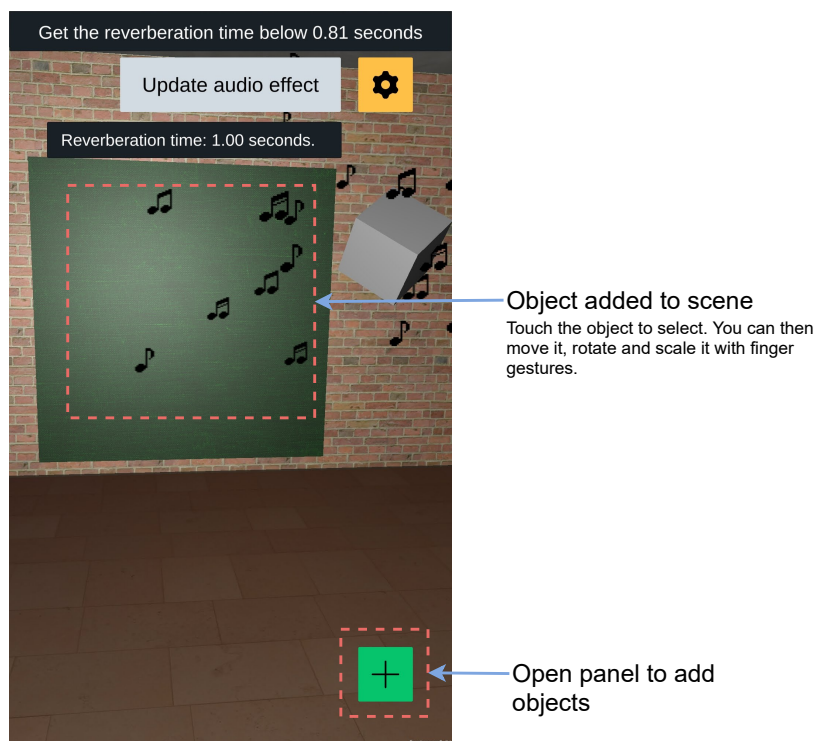 Get the reverberation time below 0.81 seconds
Update audio effect
Reverberation time: 1.00 seconds.
Object added to scene
Touch the object to select. You can then
move it, rotate and scale it with finger
gestures.
Open panel to add
objects